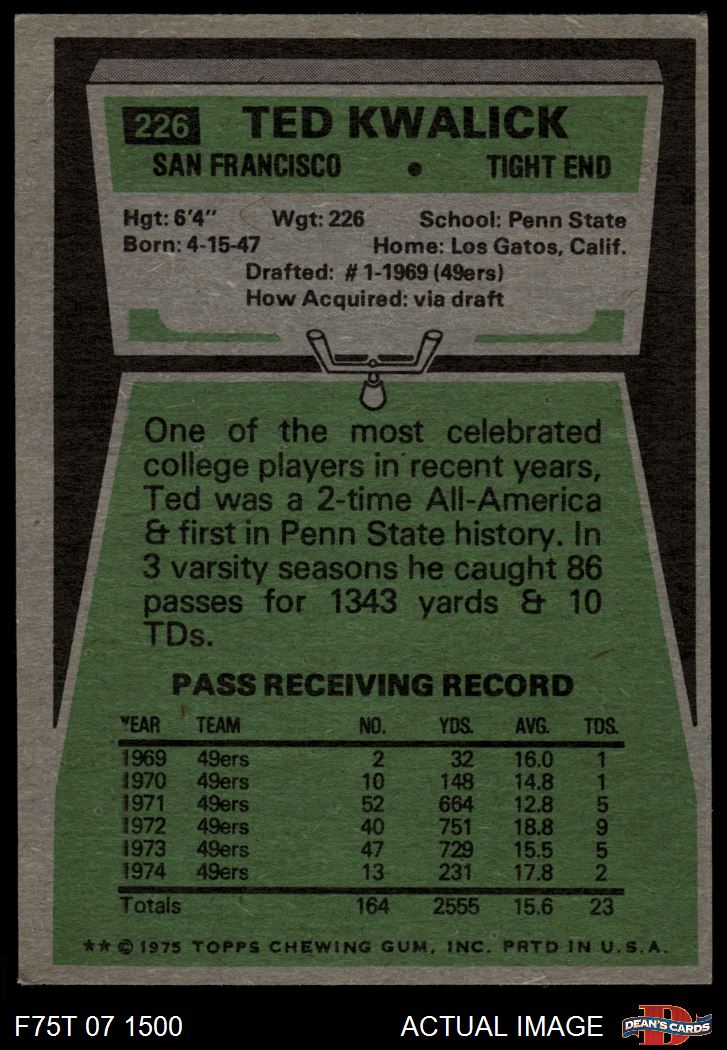 226 TED KWALICK
SAN FRANCISCO • TIGHT END
Hgt: 6'4" Wgt: 226 School: Penn State
Born: 4-15-47 Home: Los Gatos, Calif.
Drafted: #1-1969 (49ers)
How Acquired: via draft
One of the most celebrated
college players in recent years,
Ted was a 2-time All-America
& first in Penn State history. In
3 varsity seasons he caught 86
passes for 1343 yards & 10
TDs.
PASS RECEIVING RECORD
YEAR TEAM NO. YDS. AVG. TDS.
1969 49ers 2 32 16.0 1
1970 49ers 10 148 14.8 1
1971 49ers 52 664 12.8 5
1972 49ers 40 751 18.8 9
1973 49ers 47 729 15.5 5
1974 49ers 13 231 17.8 2
Totals 164 2555 15.6 23
** © 1975 TOPPS CHEWING GUM, INC. PRTD IN U.S.A.
F75T 07 1500 ACTUAL IMAGE DEAN'S CARDS